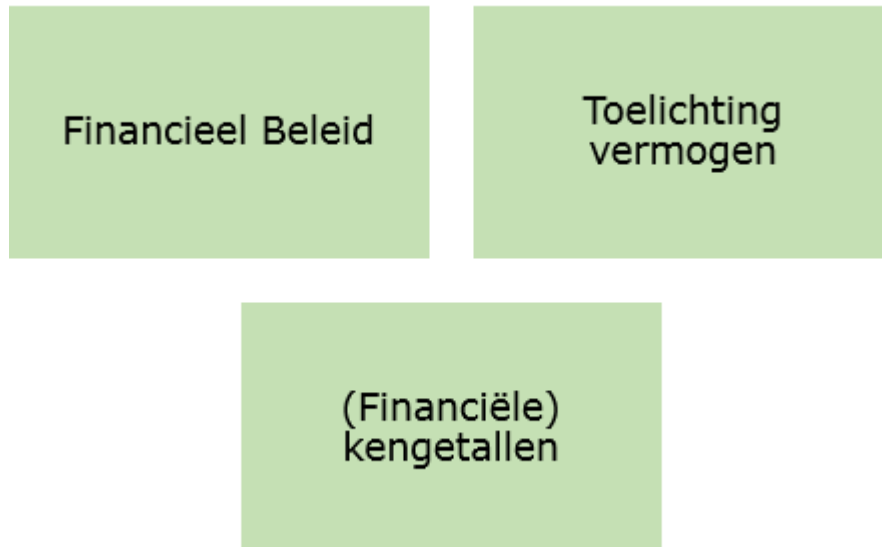 Financieel Beleid
Toelichting
vermogen
(Financiële)
kengetallen